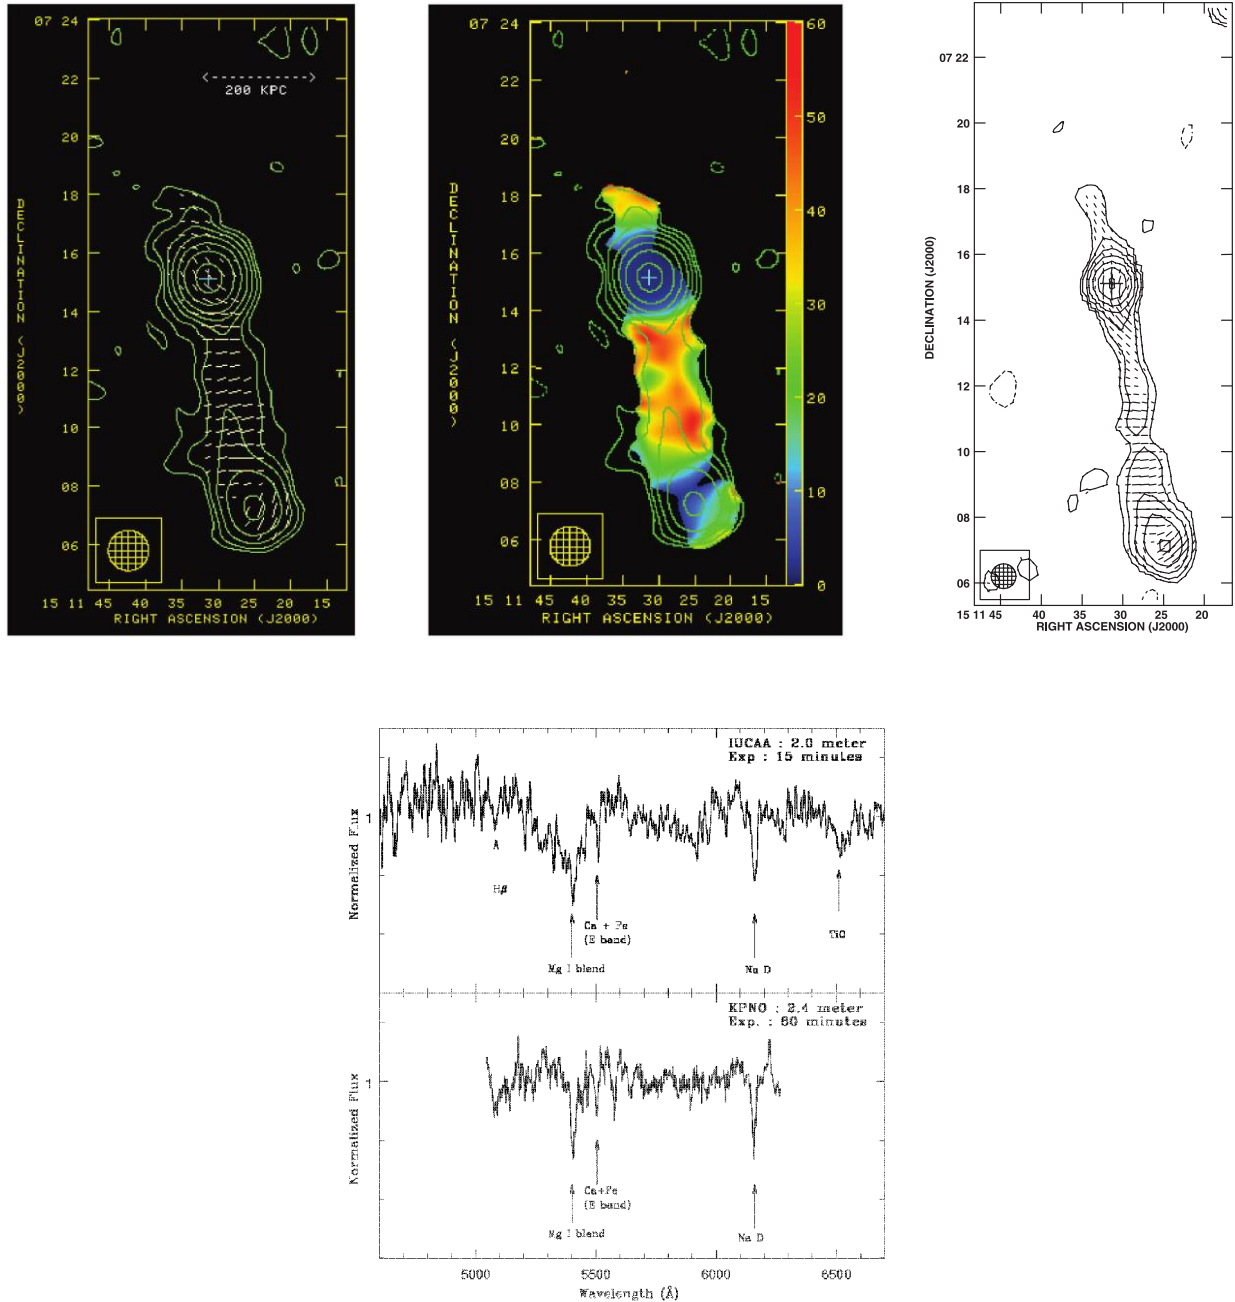 07 24
22
20
18
16
14
12
10
08
06
200 KPC
DECLINATION (J2000)
15 11 45 40 35 30 25 20 15
RIGHT ASCENSION (J2000)
07 24
22
20
18
16
14
12
10
08
06
DECLINATION (J2000)
15 11 45 40 35 30 25 20 15
RIGHT ASCENSION (J2000)
60
50
40
30
20
10
0
07 22
20
18
16
14
12
10
08
06
DECLINATION (J2000)
15 11 45 40 35 30 25 20
RIGHT ASCENSION (J2000)
IUCAA : 2.0 meter
Exp : 15 minutes
Normalized Flux
1
Hβ
Ca + Fe
(E band)
Mg I blend
Na D
TiO
KPNO : 2.4 meter
Exp. : 60 minutes
Normalized Flux
1
Ca+Fe
(E band)
Mg I blend
Na D
5000 5500 6000 6500
Wavelength (Å)